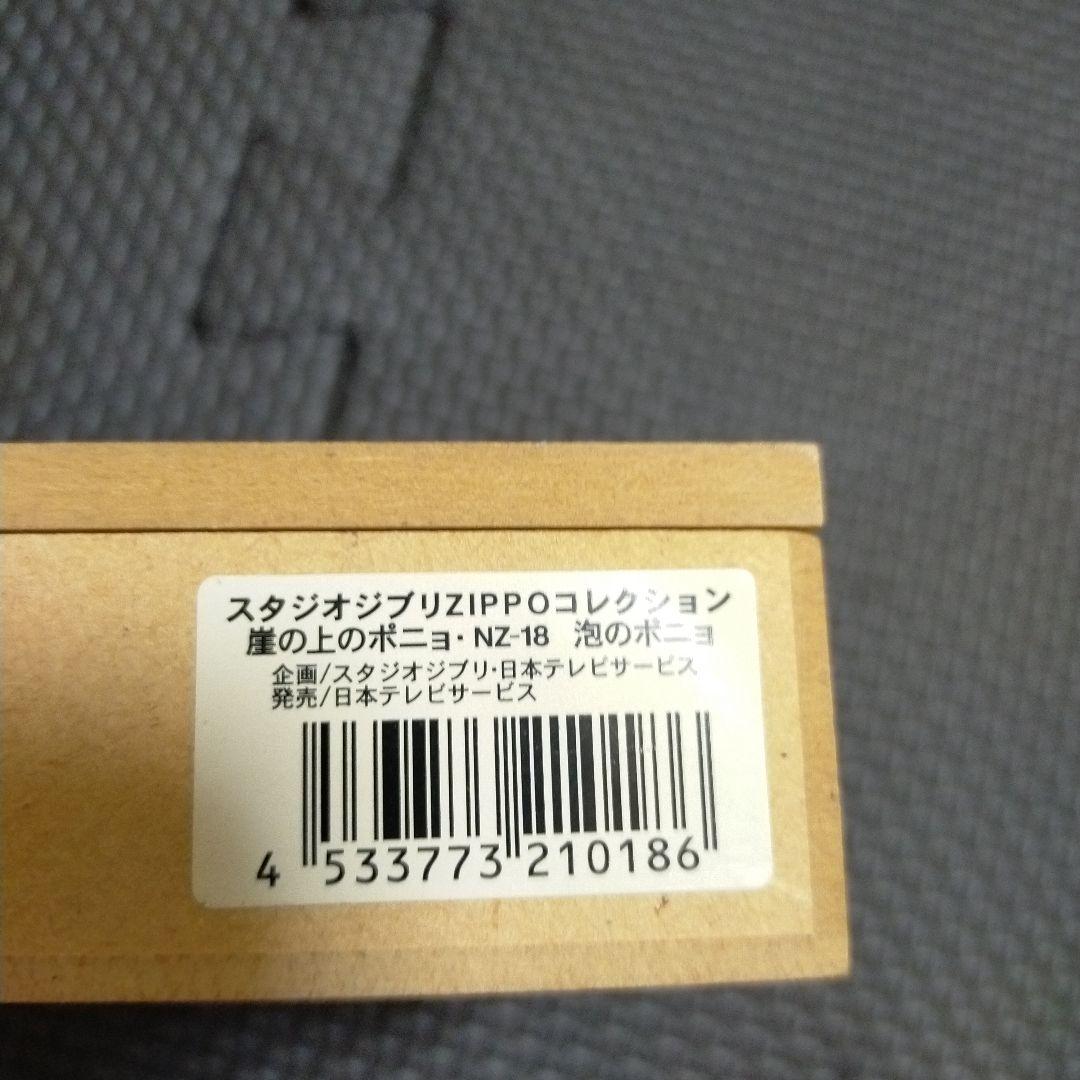 スタジオジブリZIPPOコレクション
崖の上のポニョ・NZ-18 泡のポニョ
企画/スタジオジブリ・日本テレビサービス
発売/日本テレビサービス
4 533773 210186